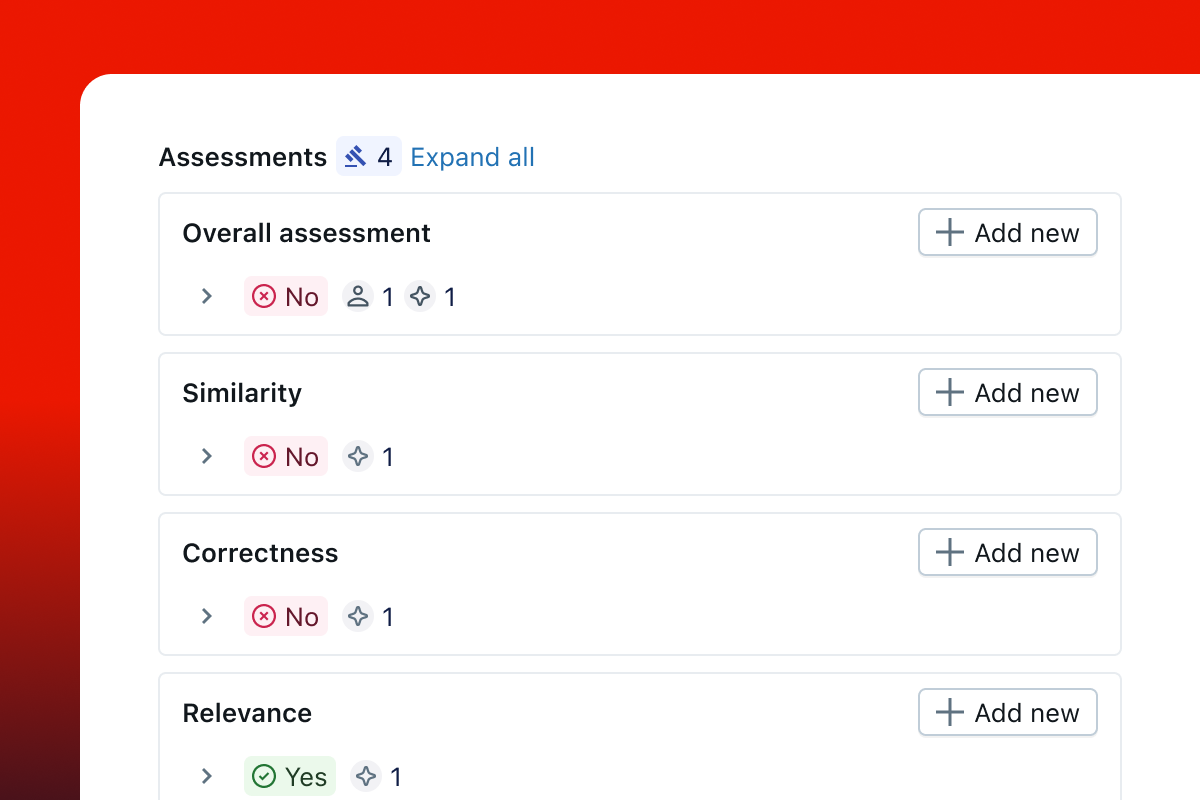 Assessments 4 Expand all
Overall assessment
Add new
No 1 1
Similarity
Add new
No 1
Correctness
Add new
No 1
Relevance
Add new
Yes 1